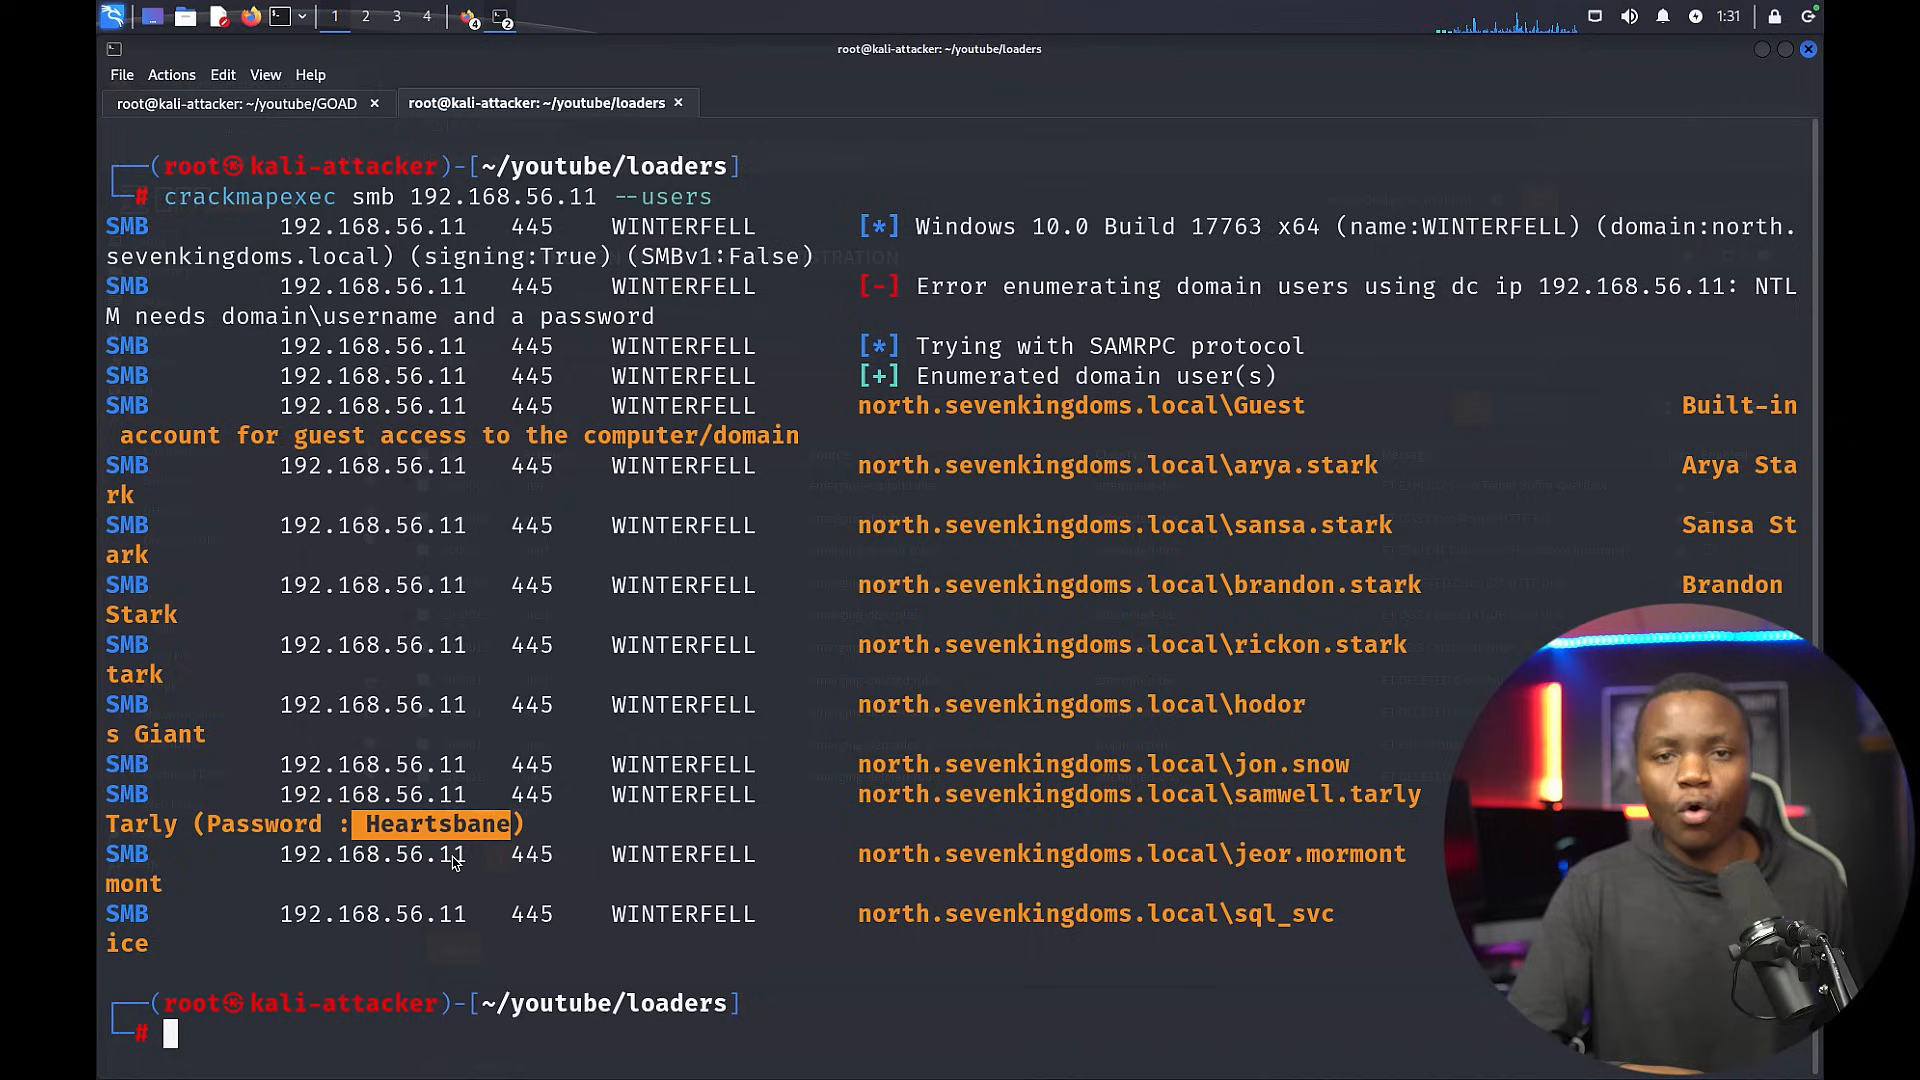 1 2 3 4 4 2 1:31
root@kali-attacker: ~/youtube/loaders
File Actions Edit View Help
root@kali-attacker: ~/youtube/GOAD × root@kali-attacker: ~/youtube/loaders ×
┌──(root㉿kali-attacker)-[~/youtube/loaders]
└─# crackmapexec smb 192.168.56.11 --users
SMB 192.168.56.11 445 WINTERFELL [*] Windows 10.0 Build 17763 x64 (name:WINTERFELL) (domain:north.
sevenkingdoms.local) (signing:True) (SMBv1:False)
SMB 192.168.56.11 445 WINTERFELL [-] Error enumerating domain users using dc ip 192.168.56.11: NTL
M needs domain\username and a password
SMB 192.168.56.11 445 WINTERFELL [*] Trying with SAMRPC protocol
SMB 192.168.56.11 445 WINTERFELL [+] Enumerated domain user(s)
SMB 192.168.56.11 445 WINTERFELL north.sevenkingdoms.local\Guest Built-in
account for guest access to the computer/domain
SMB 192.168.56.11 445 WINTERFELL north.sevenkingdoms.local\arya.stark Arya Sta
rk
SMB 192.168.56.11 445 WINTERFELL north.sevenkingdoms.local\sansa.stark Sansa St
ark
SMB 192.168.56.11 445 WINTERFELL north.sevenkingdoms.local\brandon.stark Brandon
Stark
SMB 192.168.56.11 445 WINTERFELL north.sevenkingdoms.local\rickon.stark
tark
SMB 192.168.56.11 445 WINTERFELL north.sevenkingdoms.local\hodor
s Giant
SMB 192.168.56.11 445 WINTERFELL north.sevenkingdoms.local\jon.snow
SMB 192.168.56.11 445 WINTERFELL north.sevenkingdoms.local\samwell.tarly
Tarly (Password : Heartsbane)
SMB 192.168.56.11 445 WINTERFELL north.sevenkingdoms.local\jeor.mormont
mont
SMB 192.168.56.11 445 WINTERFELL north.sevenkingdoms.local\sql_svc
ice
┌──(root㉿kali-attacker)-[~/youtube/loaders]
└─#